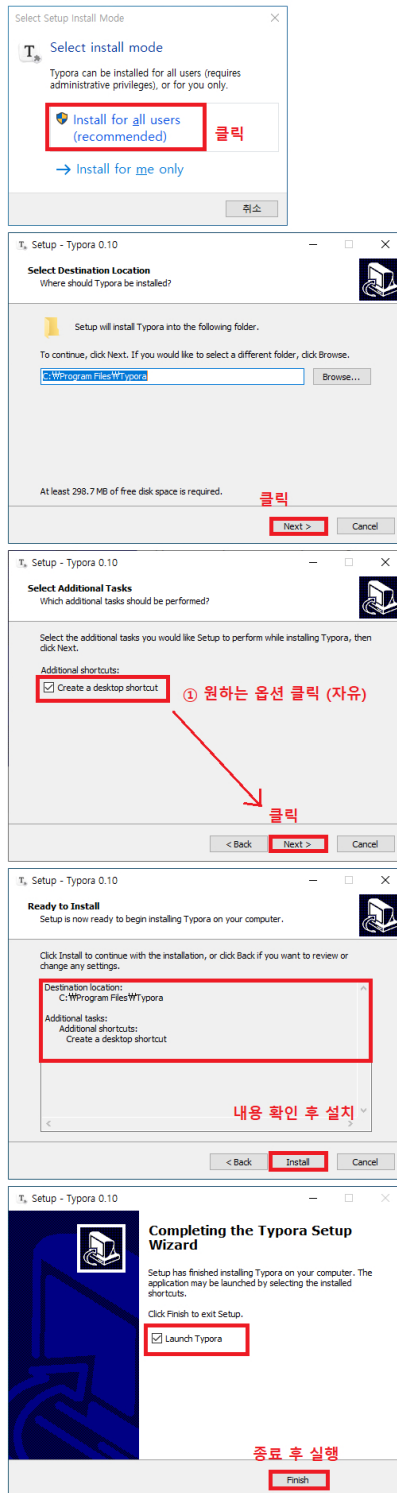 Select Setup Install Mode
Select install mode
Typora can be installed for all users (requires
administrative privileges), or for you only.
Install for all users
(recommended)
클릭
Install for me only
취소
Setup - Typora 0.10
Select Destination Location
Where should Typora be installed?
Setup will install Typora into the following folder.
To continue, click Next. If you would like to select a different folder, click Browse.
C:₩Program Files₩Typora
Browse...
At least 298.7 MB of free disk space is required.
클릭
Next >
Cancel
Setup - Typora 0.10
Select Additional Tasks
Which additional tasks should be performed?
Select the additional tasks you would like Setup to perform while installing Typora, then
click Next.
Additional shortcuts:
Create a desktop shortcut
① 원하는 옵션 클릭 (자유)
클릭
< Back
Next >
Cancel
Setup - Typora 0.10
Ready to Install
Setup is now ready to begin installing Typora on your computer.
Click Install to continue with the installation, or click Back if you want to review or
change any settings.
Destination location:
C:₩Program Files₩Typora
Additional tasks:
Additional shortcuts:
Create a desktop shortcut
내용 확인 후 설치
< Back
Install
Cancel
Setup - Typora 0.10
Completing the Typora Setup
Wizard
Setup has finished installing Typora on your computer. The
application may be launched by selecting the installed
shortcuts.
Click Finish to exit Setup.
Launch Typora
종료 후 실행
Finish